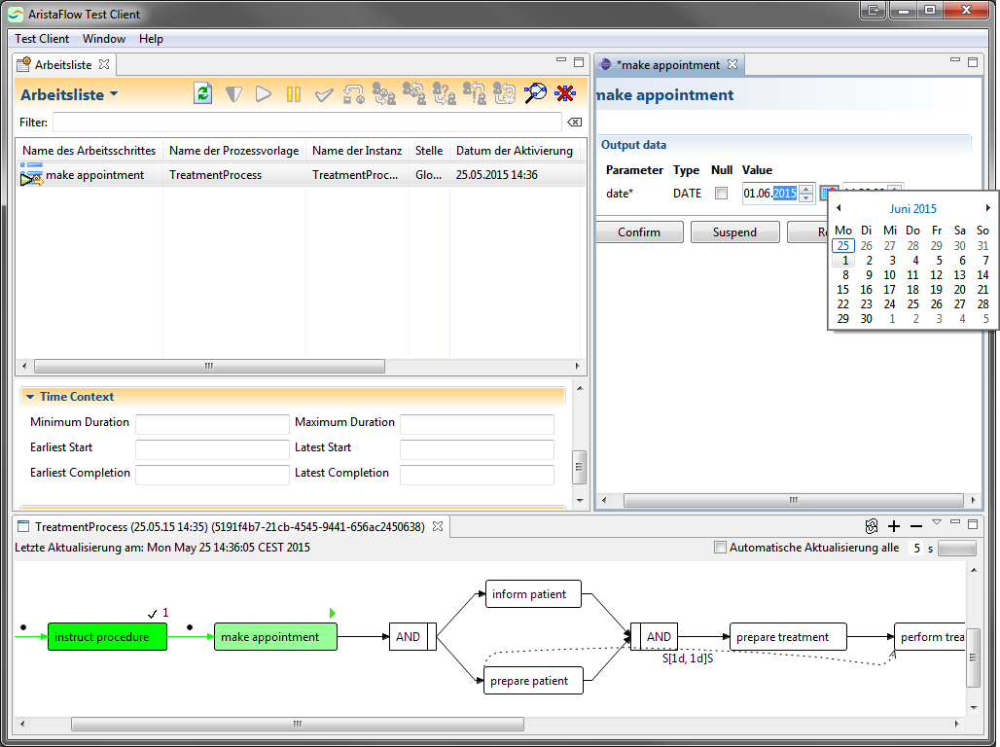 AristaFlow Test Client
Test Client Window Help
Arbeitsliste
Arbeitsliste
Filter:
Name des Arbeitsschrittes Name der Prozessvorlage Name der Instanz Stelle Datum der Aktivierung
make appointment TreatmentProcess TreatmentProc... Glo... 25.05.2015 14:36
Time Context
Minimum Duration Maximum Duration
Earliest Start Latest Start
Earliest Completion Latest Completion
*make appointment
make appointment
Output data
Parameter Type Null Value
date* DATE 01.06.2015
Confirm Suspend
Juni 2015
Mo Di Mi Do Fr Sa So
25 26 27 28 29 30 31
1 2 3 4 5 6 7
8 9 10 11 12 13 14
15 16 17 18 19 20 21
22 23 24 25 26 27 28
29 30 1 2 3 4 5
TreatmentProcess (25.05.15 14:35) (5191f4b7-21cb-4545-9441-656ac2450638)
Letzte Aktualisierung am: Mon May 25 14:36:05 CEST 2015 Automatische Aktualisierung alle 5 s
inform patient
1
instruct procedure make appointment AND AND prepare treatment perform trea
S[1d, 1d]S
prepare patient